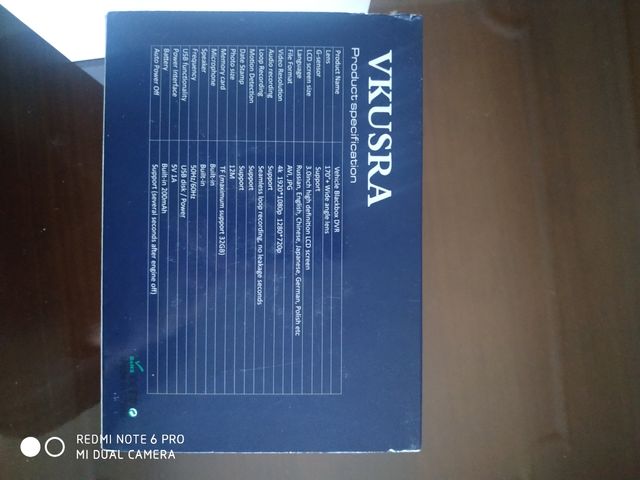 VKUSRA
Product specification
Product Name Vehicle Blackbox DVR
Lens 170°+ Wide angle lens
G-sensor Support
LCD screen size 3.0inch high definition LCD screen
Language Russian, English, Chinese, Japanese, German, Polish etc
File Format AVI, JPG
Video Resolution 4k 1920*1080p 1280*720p
Audio recording Support
Loop Recording Seamless loop recording, no leakage seconds
Motion Detection Support
Date Stamp Support
Photo size 12M
Memory card TF (maximum support 32GB)
Microphone Built-in
Speaker Built-in
Frequency 50Hz/60Hz
USB functionality USB disk / Power
Power Interface 5V 1A
Battery Built-in 200mAh
Auto Power Off Support (several seconds after engine off)
RoHS
REDMI NOTE 6 PRO
MI DUAL CAMERA